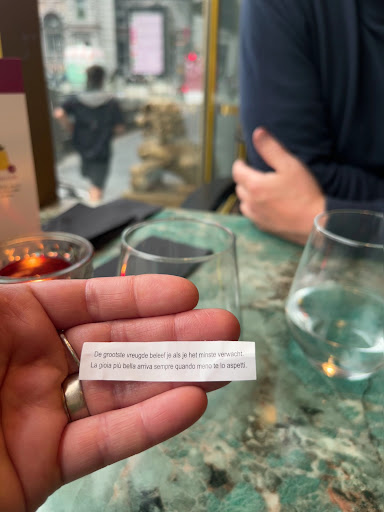 De grootste vreugde beleef je als je het minste verwacht.
La gioia più bella arriva sempre quando meno te lo aspetti.